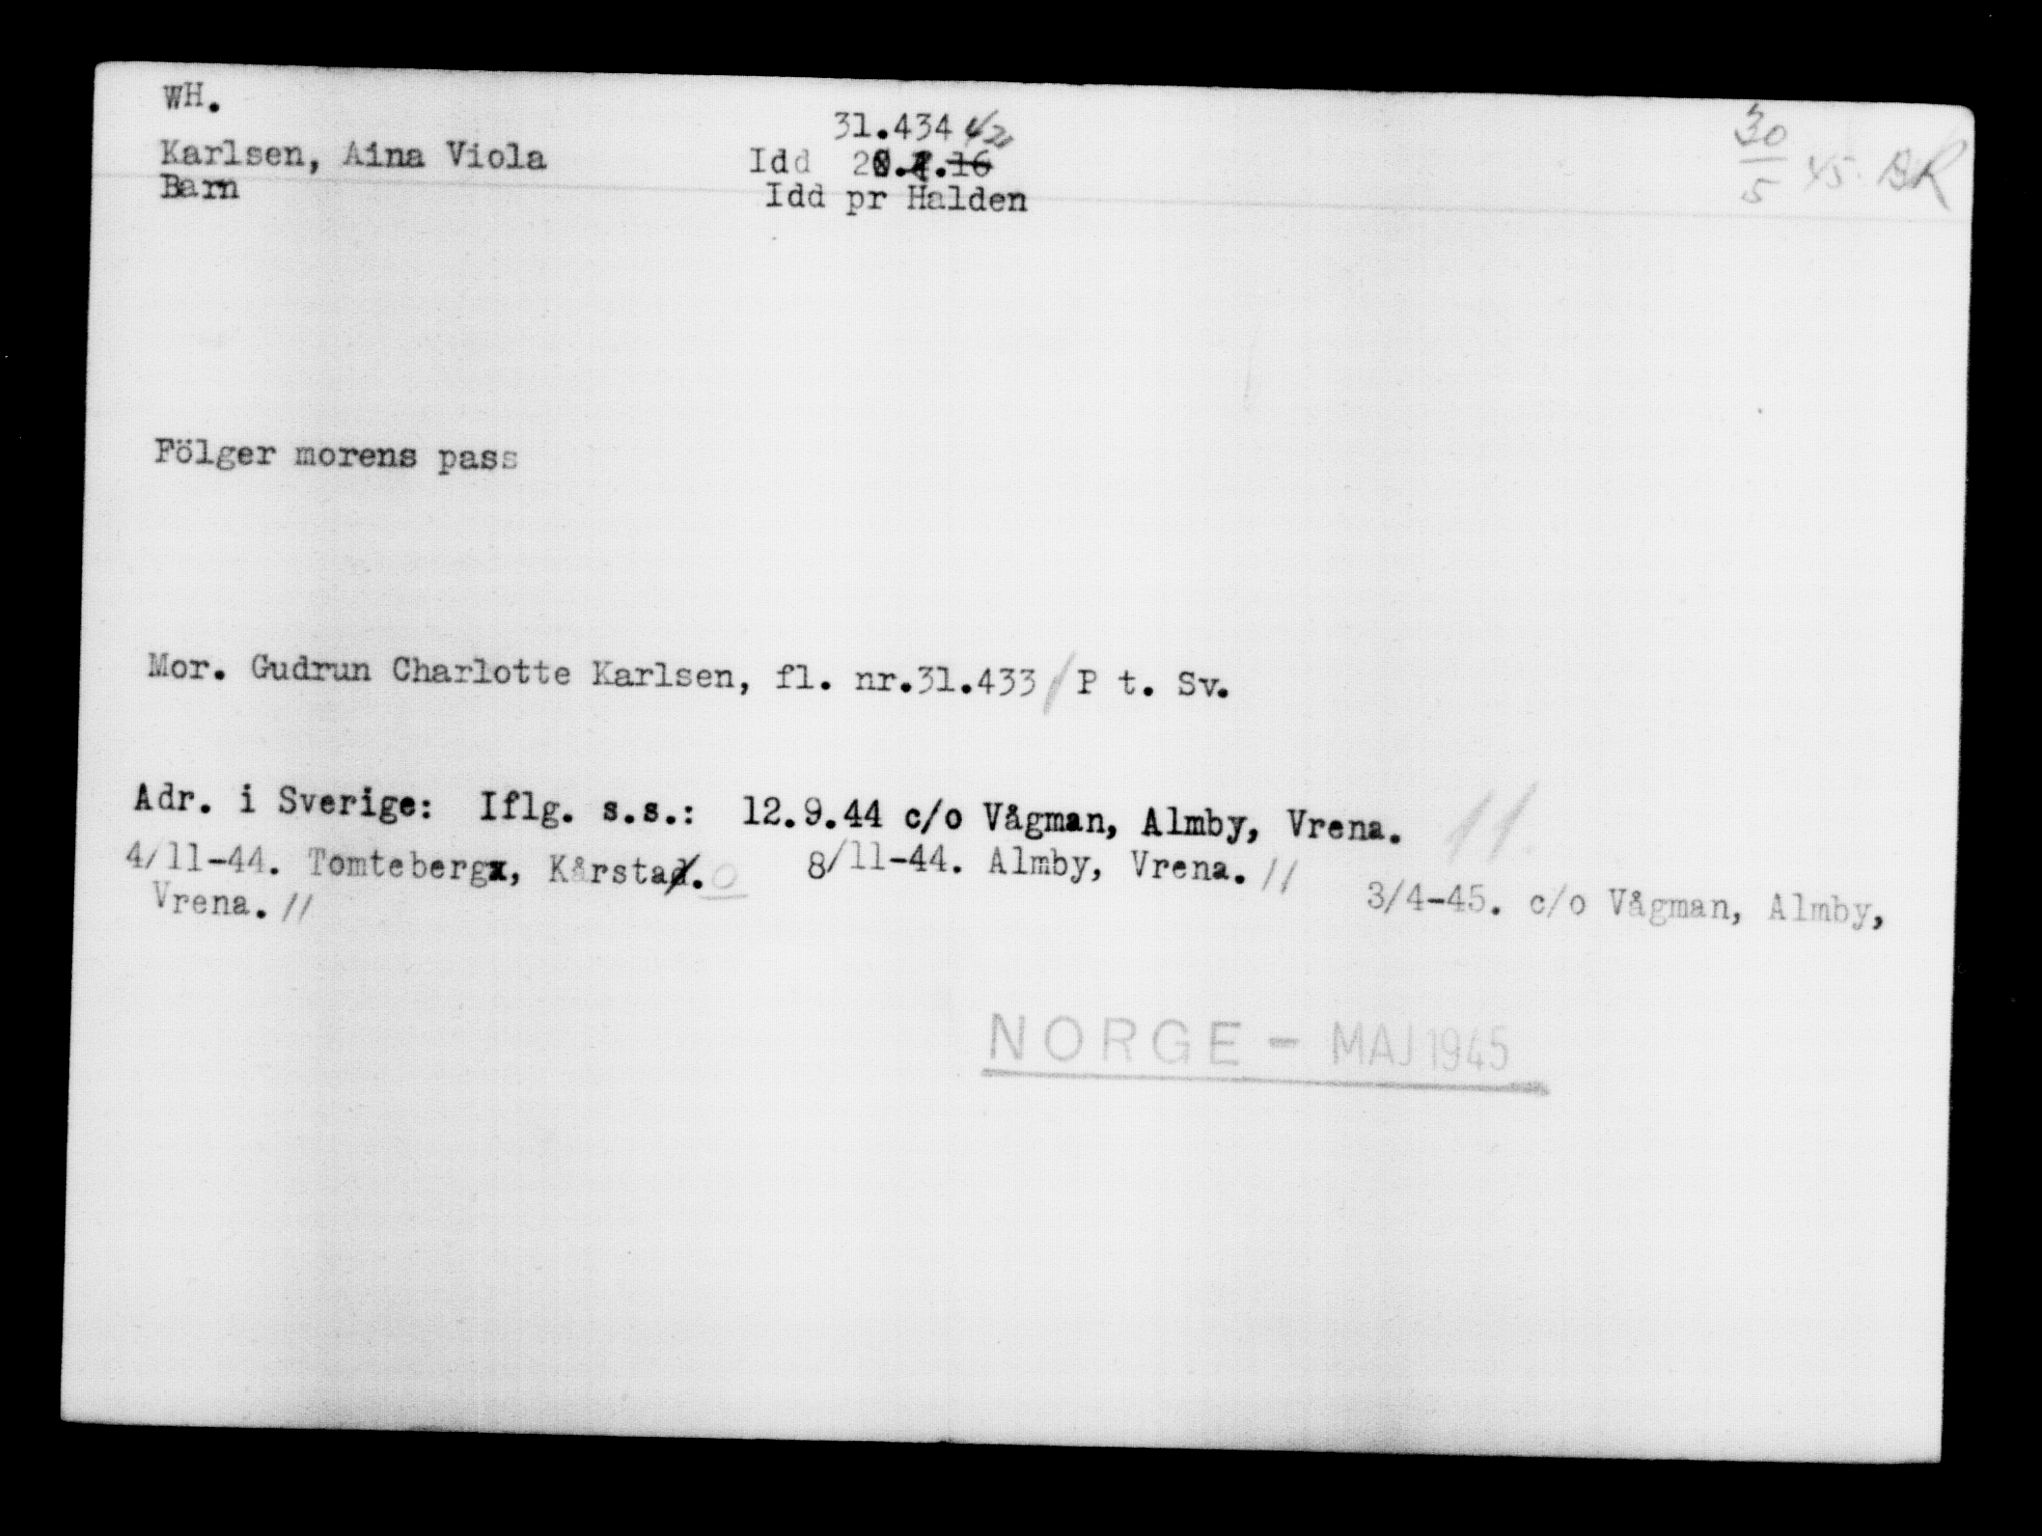 WH.
31.434
30/5 45. BR
Karlsen, Aina Viola Idd
Barn Idd pr Halden
Fölger morens pass
Mor. Gudrun Charlotte Karlsen, fl. nr.31.433/P t. Sv.
Adr. i Sverige: Iflg. s.s.: 12.9.44 c/o Vågman, Almby, Vrena. //
4/11-44. Tomteberg, Kårsta. 8/11-44. Almby, Vrena. // 3/4-45. c/o Vågman, Almby,
Vrena. //
NORGE - MAJ 1945